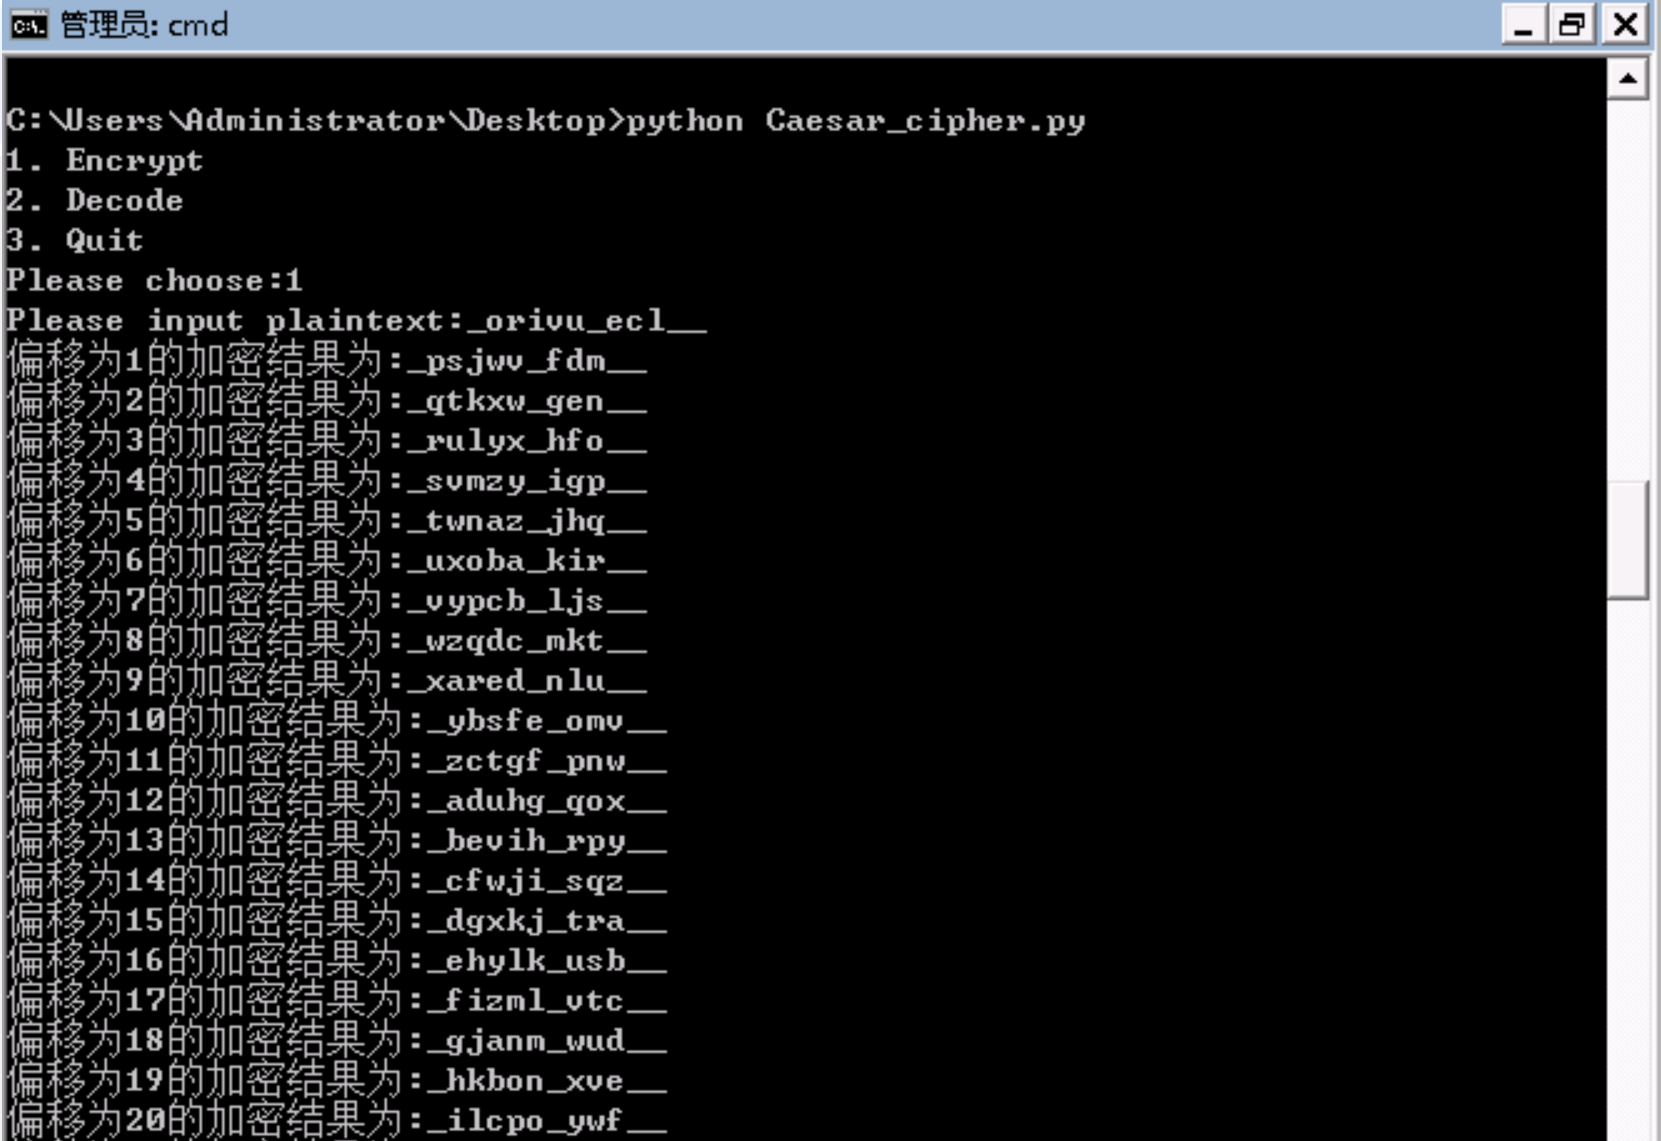 管理员: cmd
C:\Users\Administrator\Desktop>python Caesar_cipher.py
1. Encrypt
2. Decode
3. Quit
Please choose:1
Please input plaintext:_orivu_ecl__
偏移为1的加密结果为:_psjwv_fdm__
偏移为2的加密结果为:_qtkxw_gen__
偏移为3的加密结果为:_rulyx_hfo__
偏移为4的加密结果为:_svmzy_igp__
偏移为5的加密结果为:_twnaz_jhq__
偏移为6的加密结果为:_uxoba_kir__
偏移为7的加密结果为:_vypcb_ljs__
偏移为8的加密结果为:_wzqdc_mkt__
偏移为9的加密结果为:_xared_nlu__
偏移为10的加密结果为:_ybsfe_omv__
偏移为11的加密结果为:_zctgf_pnw__
偏移为12的加密结果为:_aduhg_qox__
偏移为13的加密结果为:_bevih_rpy__
偏移为14的加密结果为:_cfwji_sqz__
偏移为15的加密结果为:_dgxkj_tra__
偏移为16的加密结果为:_ehylk_usb__
偏移为17的加密结果为:_fizml_vtc__
偏移为18的加密结果为:_gjanm_wud__
偏移为19的加密结果为:_hkbon_xve__
偏移为20的加密结果为:_ilcpo_ywf__